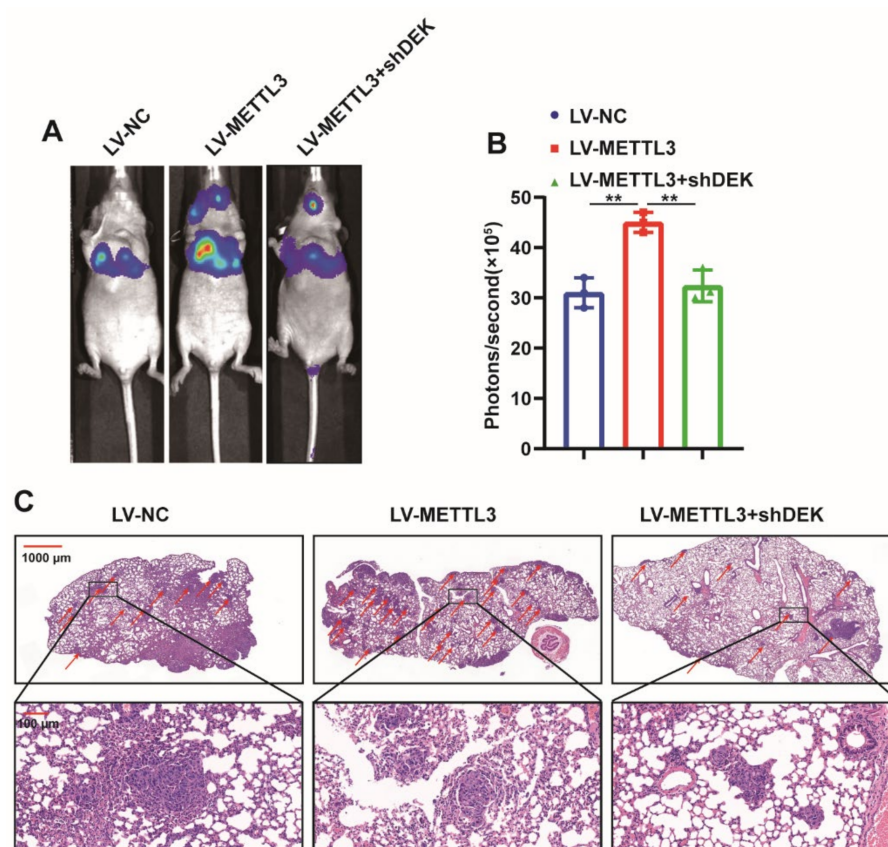 A
LV-NC
LV-METTL3
LV-METTL3+shDEK
B
LV-NC
LV-METTL3
LV-METTL3+shDEK
** **
Photons/second(×10⁵)
50
40
30
20
10
0
C
LV-NC LV-METTL3 LV-METTL3+shDEK
1000 µm
100 µm